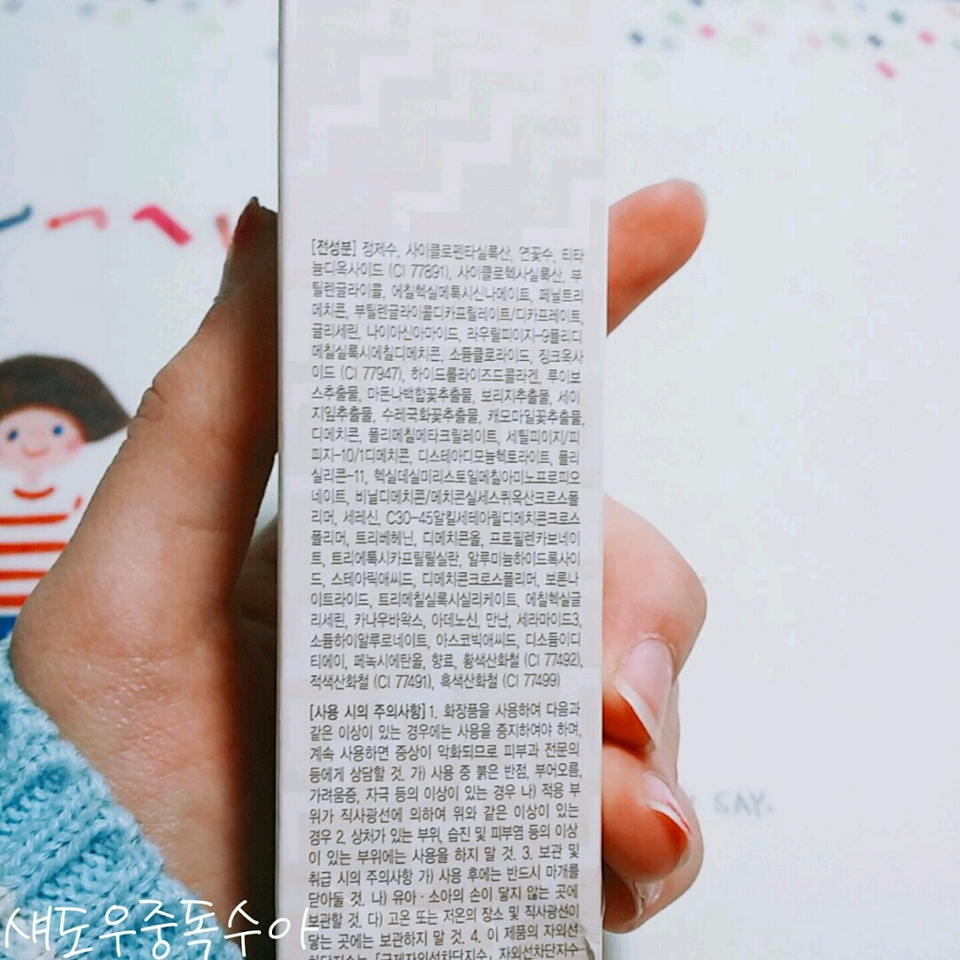 [전성분] 정제수, 사이클로펜타실록산, 연꽃수, 티타
늄디옥사이드 (CI 77891), 사이클로헥사실록산, 부
틸렌글라이콜, 에칠헥실메톡시신나메이트, 페닐트리
메치콘, 부틸렌글라이콜디카프릴레이트/디카프레이트,
글리세린, 나이아신아마이드, 라우릴피이지-9폴리디
메칠실록시에칠디메치콘, 소듐클로라이드, 징크옥사
이드 (CI 77947), 하이드롤라이즈드콜라겐, 루이보
스추출물, 마돈나백합꽃추출물, 보리지추출물, 세이
지잎추출물, 수레국화꽃추출물, 캐모마일꽃추출물,
디메치콘, 폴리메칠메타크릴레이트, 세틸피이지/피
피지-10/1디메치콘, 디스테아디모늄헥토라이트, 폴리
실리콘-11, 헥실데실미리스토일메칠아미노프로피오
네이트, 비닐디메치콘/메치콘실세스퀴옥산크로스폴
리머, 세레신, C30-45알킬세테아릴디메치콘크로스
폴리머, 트리베헤닌, 디메치콘올, 프로필렌카보네이
트, 트리에톡시카프릴릴실란, 알루미늄하이드록사이
드, 스테아릭애씨드, 디메치콘크로스폴리머, 보론나
이트라이드, 트리메칠실록시실리케이트, 에칠헥실글
리세린, 카나우바왁스, 아데노신, 만난, 세라마이드3,
소듐하이알루로네이트, 아스코빅애씨드, 디소듐이디
티에이, 페녹시에탄올, 향료, 황색산화철 (CI 77492),
적색산화철 (CI 77491), 흑색산화철 (CI 77499)
[사용 시의 주의사항] 1. 화장품을 사용하여 다음과
같은 이상이 있는 경우에는 사용을 중지하여야 하며,
계속 사용하면 증상이 악화되므로 피부과 전문의
등에게 상담할 것. 가) 사용 중 붉은 반점, 부어오름,
가려움증, 자극 등의 이상이 있는 경우 나) 적용 부
위가 직사광선에 의하여 위와 같은 이상이 있는
경우 2. 상처가 있는 부위, 습진 및 피부염 등의 이상
이 있는 부위에는 사용을 하지 말 것. 3. 보관 및
취급 시의 주의사항 가) 사용 후에는 반드시 마개를
닫아둘 것. 나) 유아·소아의 손이 닿지 않는 곳에
보관할 것. 다) 고온 또는 저온의 장소 및 직사광선이
닿는 곳에는 보관하지 말 것. 4. 이 제품의 자외선
차단지수는 「국제자외선차단지수」 자외선차단지수
SAY.
섀도우중독수아